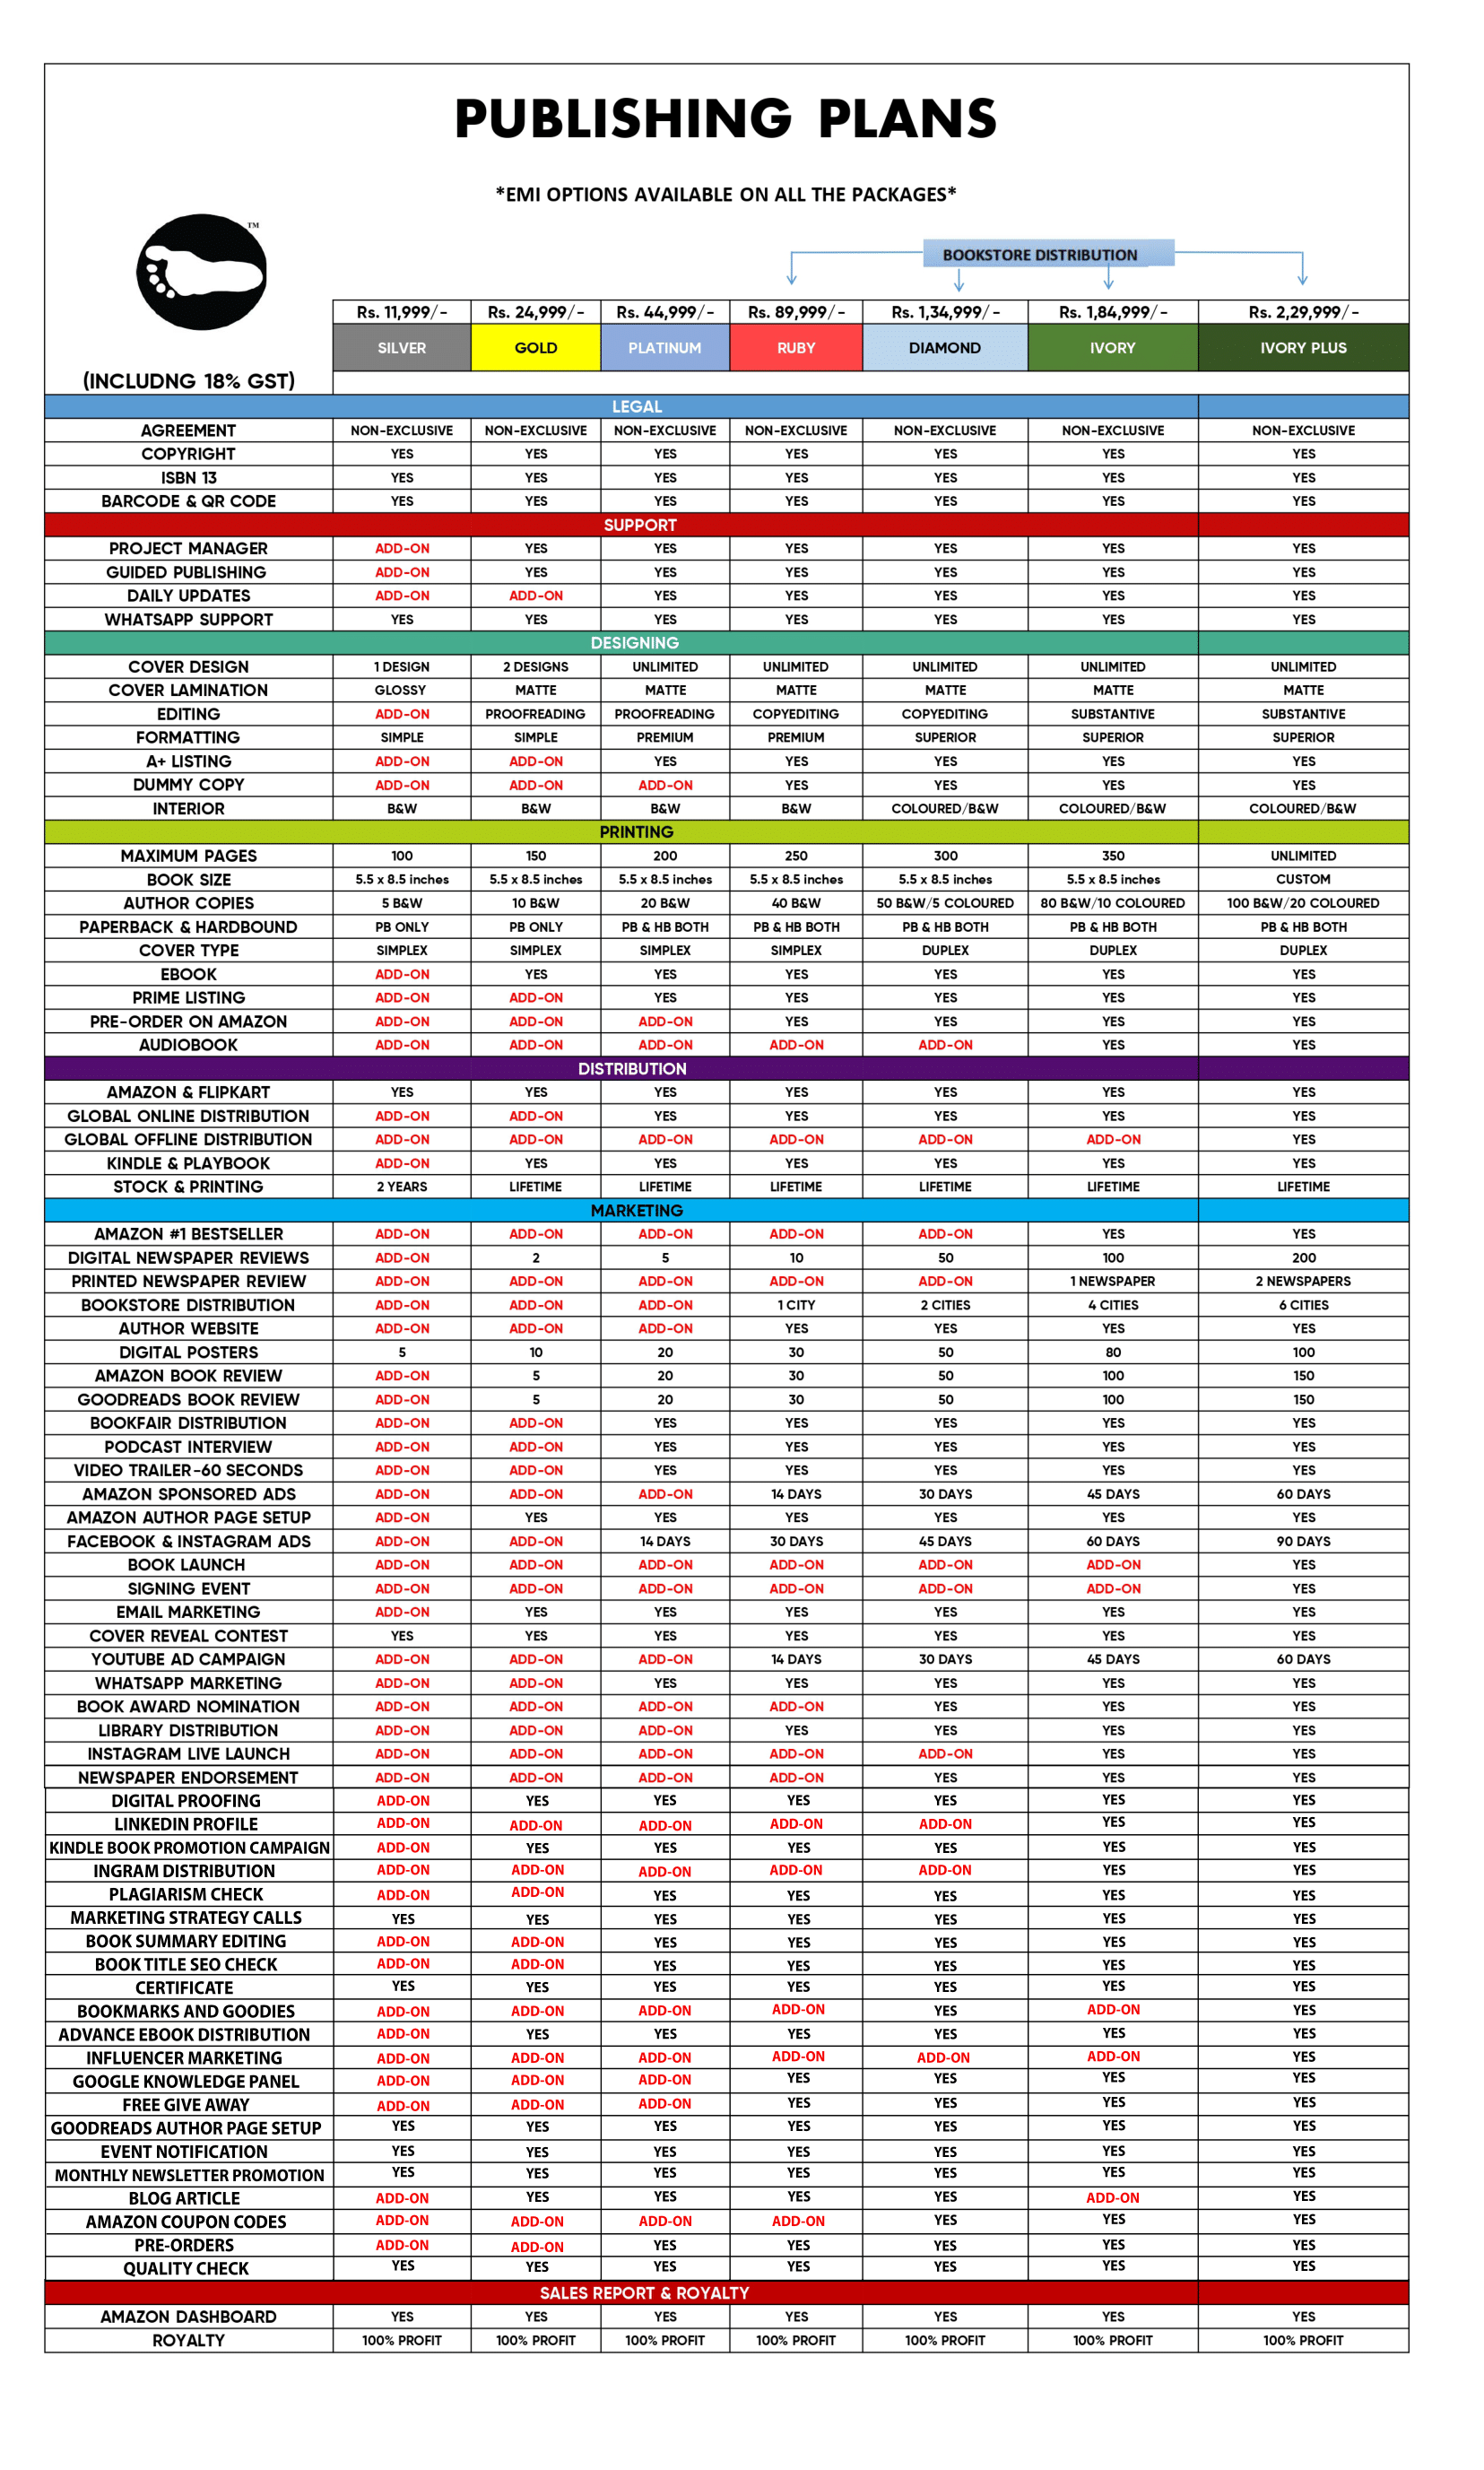 PUBLISHING PLANS
*EMI OPTIONS AVAILABLE ON ALL THE PACKAGES*
TM
BOOKSTORE DISTRIBUTION
Rs. 11,999/- Rs. 24,999/- Rs. 44,999/- Rs. 89,999/- Rs. 1,34,999/- Rs. 1,84,999/- Rs. 2,29,999/-
SILVER GOLD PLATINUM RUBY DIAMOND IVORY IVORY PLUS
(INCLUDNG 18% GST)
LEGAL
AGREEMENT NON-EXCLUSIVE NON-EXCLUSIVE NON-EXCLUSIVE NON-EXCLUSIVE NON-EXCLUSIVE NON-EXCLUSIVE NON-EXCLUSIVE
COPYRIGHT YES YES YES YES YES YES YES
ISBN 13 YES YES YES YES YES YES YES
BARCODE & QR CODE YES YES YES YES YES YES YES
SUPPORT
PROJECT MANAGER ADD-ON YES YES YES YES YES YES
GUIDED PUBLISHING ADD-ON YES YES YES YES YES YES
DAILY UPDATES ADD-ON ADD-ON YES YES YES YES YES
WHATSAPP SUPPORT YES YES YES YES YES YES YES
DESIGNING
COVER DESIGN 1 DESIGN 2 DESIGNS UNLIMITED UNLIMITED UNLIMITED UNLIMITED UNLIMITED
COVER LAMINATION GLOSSY MATTE MATTE MATTE MATTE MATTE MATTE
EDITING ADD-ON PROOFREADING PROOFREADING COPYEDITING COPYEDITING SUBSTANTIVE SUBSTANTIVE
FORMATTING SIMPLE SIMPLE PREMIUM PREMIUM SUPERIOR SUPERIOR SUPERIOR
A+ LISTING ADD-ON ADD-ON YES YES YES YES YES
DUMMY COPY ADD-ON ADD-ON ADD-ON YES YES YES YES
INTERIOR B&W B&W B&W B&W COLOURED/B&W COLOURED/B&W COLOURED/B&W
PRINTING
MAXIMUM PAGES 100 150 200 250 300 350 UNLIMITED
BOOK SIZE 5.5 x 8.5 inches 5.5 x 8.5 inches 5.5 x 8.5 inches 5.5 x 8.5 inches 5.5 x 8.5 inches 5.5 x 8.5 inches CUSTOM
AUTHOR COPIES 5 B&W 10 B&W 20 B&W 40 B&W 50 B&W/5 COLOURED 80 B&W/10 COLOURED 100 B&W/20 COLOURED
PAPERBACK & HARDBOUND PB ONLY PB ONLY PB & HB BOTH PB & HB BOTH PB & HB BOTH PB & HB BOTH PB & HB BOTH
COVER TYPE SIMPLEX SIMPLEX SIMPLEX SIMPLEX DUPLEX DUPLEX DUPLEX
EBOOK ADD-ON YES YES YES YES YES YES
PRIME LISTING ADD-ON ADD-ON YES YES YES YES YES
PRE-ORDER ON AMAZON ADD-ON ADD-ON ADD-ON YES YES YES YES
AUDIOBOOK ADD-ON ADD-ON ADD-ON ADD-ON ADD-ON YES YES
DISTRIBUTION
AMAZON & FLIPKART YES YES YES YES YES YES YES
GLOBAL ONLINE DISTRIBUTION ADD-ON ADD-ON YES YES YES YES YES
GLOBAL OFFLINE DISTRIBUTION ADD-ON ADD-ON ADD-ON ADD-ON ADD-ON ADD-ON YES
KINDLE & PLAYBOOK ADD-ON YES YES YES YES YES YES
STOCK & PRINTING 2 YEARS LIFETIME LIFETIME LIFETIME LIFETIME LIFETIME LIFETIME
MARKETING
AMAZON #1 BESTSELLER ADD-ON ADD-ON ADD-ON ADD-ON ADD-ON YES YES
DIGITAL NEWSPAPER REVIEWS ADD-ON 2 5 10 50 100 200
PRINTED NEWSPAPER REVIEW ADD-ON ADD-ON ADD-ON ADD-ON ADD-ON 1 NEWSPAPER 2 NEWSPAPERS
BOOKSTORE DISTRIBUTION ADD-ON ADD-ON ADD-ON 1 CITY 2 CITIES 4 CITIES 6 CITIES
AUTHOR WEBSITE ADD-ON ADD-ON ADD-ON YES YES YES YES
DIGITAL POSTERS 5 10 20 30 50 80 100
AMAZON BOOK REVIEW ADD-ON 5 20 30 50 100 150
GOODREADS BOOK REVIEW ADD-ON 5 20 30 50 100 150
BOOKFAIR DISTRIBUTION ADD-ON ADD-ON YES YES YES YES YES
PODCAST INTERVIEW ADD-ON ADD-ON YES YES YES YES YES
VIDEO TRAILER-60 SECONDS ADD-ON ADD-ON YES YES YES YES YES
AMAZON SPONSORED ADS ADD-ON ADD-ON ADD-ON 14 DAYS 30 DAYS 45 DAYS 60 DAYS
AMAZON AUTHOR PAGE SETUP ADD-ON YES YES YES YES YES YES
FACEBOOK & INSTAGRAM ADS ADD-ON ADD-ON 14 DAYS 30 DAYS 45 DAYS 60 DAYS 90 DAYS
BOOK LAUNCH ADD-ON ADD-ON ADD-ON ADD-ON ADD-ON ADD-ON YES
SIGNING EVENT ADD-ON ADD-ON ADD-ON ADD-ON ADD-ON ADD-ON YES
EMAIL MARKETING ADD-ON YES YES YES YES YES YES
COVER REVEAL CONTEST YES YES YES YES YES YES YES
YOUTUBE AD CAMPAIGN ADD-ON ADD-ON ADD-ON 14 DAYS 30 DAYS 45 DAYS 60 DAYS
WHATSAPP MARKETING ADD-ON ADD-ON YES YES YES YES YES
BOOK AWARD NOMINATION ADD-ON ADD-ON ADD-ON ADD-ON YES YES YES
LIBRARY DISTRIBUTION ADD-ON ADD-ON ADD-ON YES YES YES YES
INSTAGRAM LIVE LAUNCH ADD-ON ADD-ON ADD-ON ADD-ON ADD-ON YES YES
NEWSPAPER ENDORSEMENT ADD-ON ADD-ON ADD-ON ADD-ON YES YES YES
DIGITAL PROOFING ADD-ON YES YES YES YES YES YES
LINKEDIN PROFILE ADD-ON ADD-ON ADD-ON ADD-ON ADD-ON YES YES
KINDLE BOOK PROMOTION CAMPAIGN ADD-ON YES YES YES YES YES YES
INGRAM DISTRIBUTION ADD-ON ADD-ON ADD-ON ADD-ON ADD-ON YES YES
PLAGIARISM CHECK ADD-ON ADD-ON YES YES YES YES YES
MARKETING STRATEGY CALLS YES YES YES YES YES YES YES
BOOK SUMMARY EDITING ADD-ON ADD-ON YES YES YES YES YES
BOOK TITLE SEO CHECK ADD-ON ADD-ON YES YES YES YES YES
CERTIFICATE YES YES YES YES YES YES YES
BOOKMARKS AND GOODIES ADD-ON ADD-ON ADD-ON ADD-ON YES ADD-ON YES
ADVANCE EBOOK DISTRIBUTION ADD-ON YES YES YES YES YES YES
INFLUENCER MARKETING ADD-ON ADD-ON ADD-ON ADD-ON ADD-ON ADD-ON YES
GOOGLE KNOWLEDGE PANEL ADD-ON ADD-ON ADD-ON YES YES YES YES
FREE GIVE AWAY ADD-ON ADD-ON ADD-ON YES YES YES YES
GOODREADS AUTHOR PAGE SETUP YES YES YES YES YES YES YES
EVENT NOTIFICATION YES YES YES YES YES YES YES
MONTHLY NEWSLETTER PROMOTION YES YES YES YES YES YES YES
BLOG ARTICLE ADD-ON YES YES YES YES ADD-ON YES
AMAZON COUPON CODES ADD-ON ADD-ON ADD-ON ADD-ON YES YES YES
PRE-ORDERS ADD-ON ADD-ON YES YES YES YES YES
QUALITY CHECK YES YES YES YES YES YES YES
SALES REPORT & ROYALTY
AMAZON DASHBOARD YES YES YES YES YES YES YES
ROYALTY 100% PROFIT 100% PROFIT 100% PROFIT 100% PROFIT 100% PROFIT 100% PROFIT 100% PROFIT